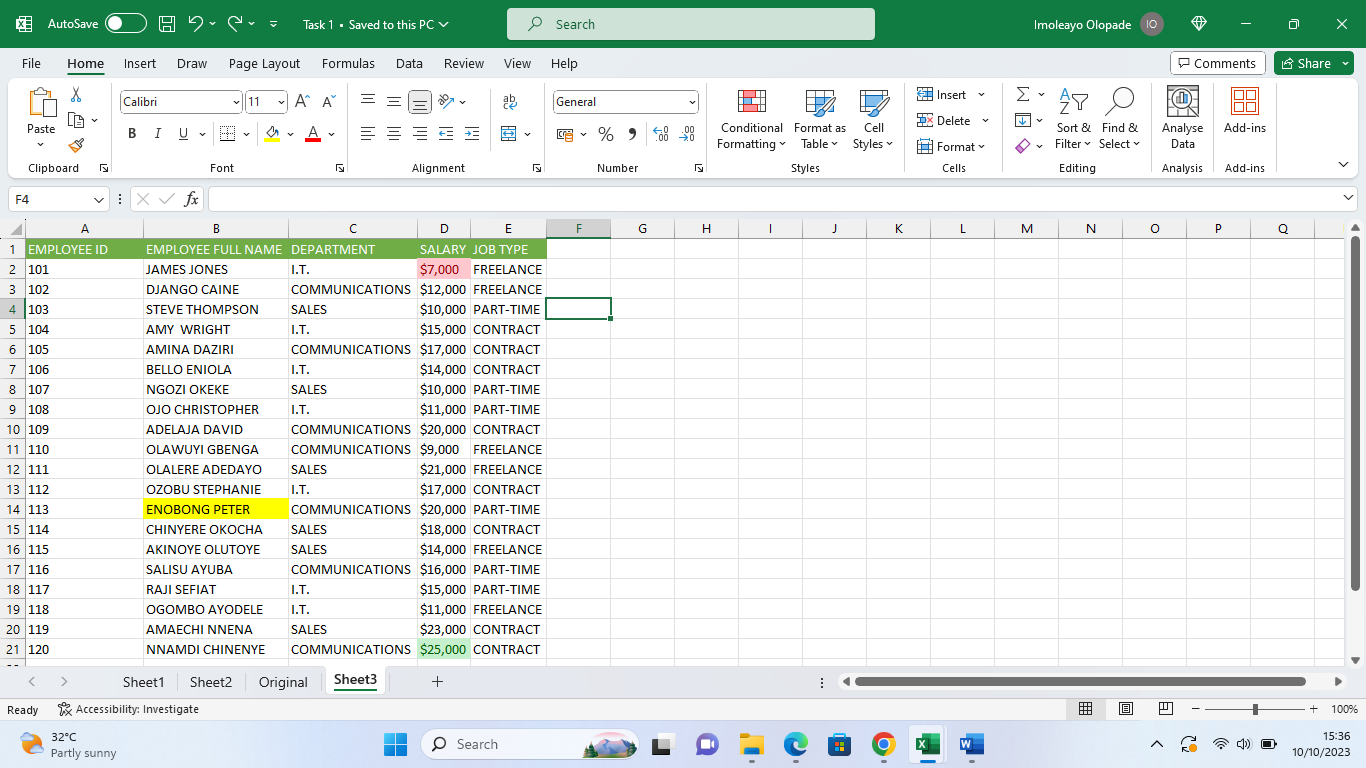 AutoSave Task 1 • Saved to this PC Search Imoleayo Olopade IO
File Home Insert Draw Page Layout Formulas Data Review View Help Comments Share
Paste Calibri 11 General Conditional Formatting Format as Table Cell Styles Insert Delete Format Sort & Filter Find & Select Analyse Data Add-ins
Clipboard Font Alignment Number Styles Cells Editing Analysis Add-ins
F4 fx
A B C D E F G H I J K L M N O P Q
1 EMPLOYEE ID EMPLOYEE FULL NAME DEPARTMENT SALARY JOB TYPE
2 101 JAMES JONES I.T. $7,000 FREELANCE
3 102 DJANGO CAINE COMMUNICATIONS $12,000 FREELANCE
4 103 STEVE THOMPSON SALES $10,000 PART-TIME
5 104 AMY WRIGHT I.T. $15,000 CONTRACT
6 105 AMINA DAZIRI COMMUNICATIONS $17,000 CONTRACT
7 106 BELLO ENIOLA I.T. $14,000 CONTRACT
8 107 NGOZI OKEKE SALES $10,000 PART-TIME
9 108 OJO CHRISTOPHER I.T. $11,000 PART-TIME
10 109 ADELAJA DAVID COMMUNICATIONS $20,000 CONTRACT
11 110 OLAWUYI GBENGA COMMUNICATIONS $9,000 FREELANCE
12 111 OLALERE ADEDAYO SALES $21,000 FREELANCE
13 112 OZOBU STEPHANIE I.T. $17,000 CONTRACT
14 113 ENOBONG PETER COMMUNICATIONS $20,000 PART-TIME
15 114 CHINYERE OKOCHA SALES $18,000 CONTRACT
16 115 AKINOYE OLUTOYE SALES $14,000 FREELANCE
17 116 SALISU AYUBA COMMUNICATIONS $16,000 PART-TIME
18 117 RAJI SEFIAT I.T. $15,000 PART-TIME
19 118 OGOMBO AYODELE I.T. $11,000 FREELANCE
20 119 AMAECHI NNENA SALES $23,000 CONTRACT
21 120 NNAMDI CHINENYE COMMUNICATIONS $25,000 CONTRACT
Sheet1 Sheet2 Original Sheet3
Ready Accessibility: Investigate 100%
32°C
Partly sunny
Search
15:36
10/10/2023